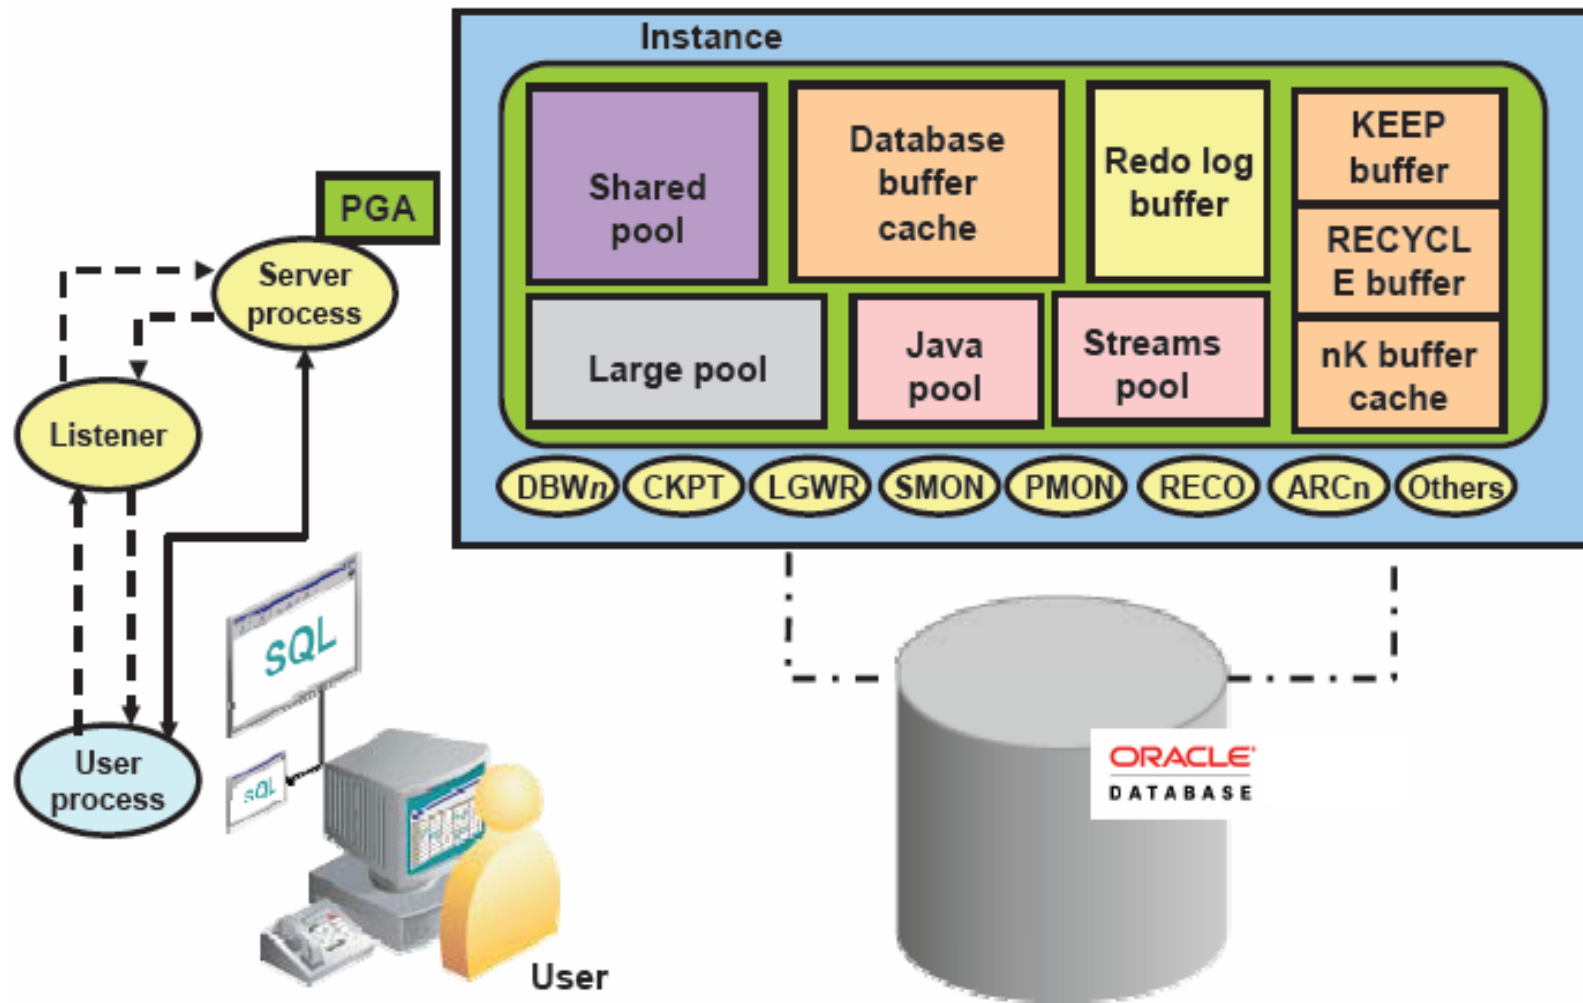 Instance
Shared
pool
Database
buffer
cache
Redo log
buffer
KEEP
buffer
RECYCL
E buffer
nK buffer
cache
Large pool
Java
pool
Streams
pool
DBWn
CKPT
LGWR
SMON
PMON
RECO
ARCn
Others
PGA
Server
process
Listener
User
process
SQL
SQL
User
ORACLE
DATABASE